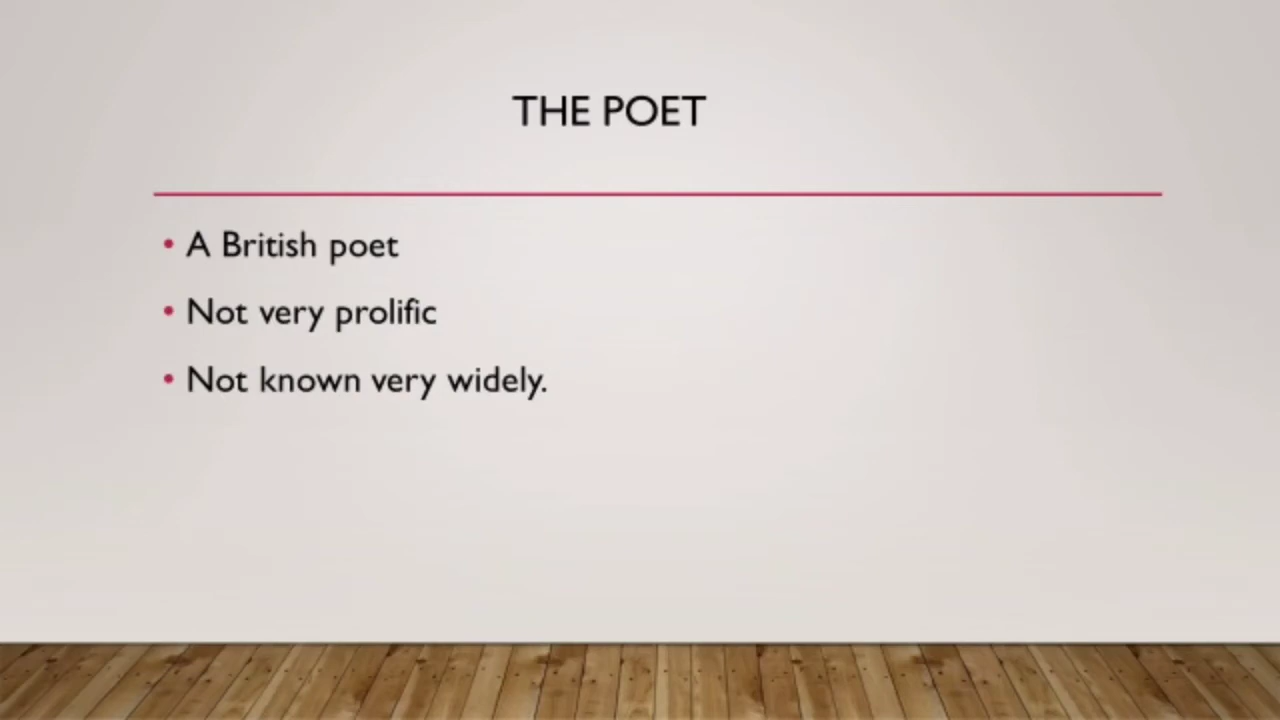 THE POET
• A British poet
• Not very prolific
• Not known very widely.